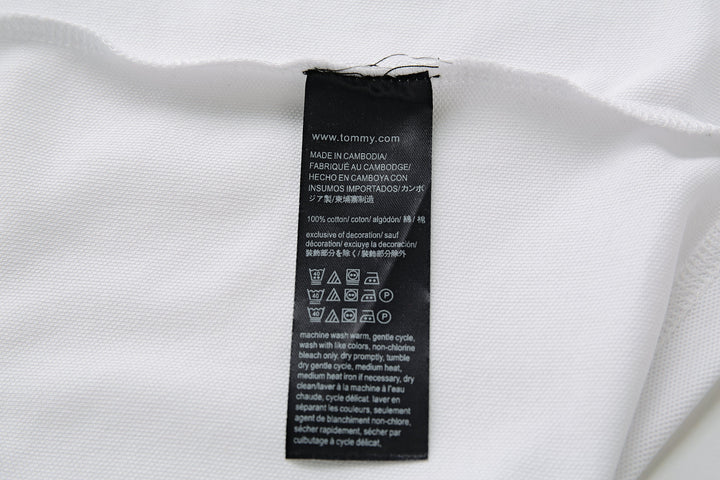 www.tommy.com
MADE IN CAMBODIA/
FABRIQUÉ AU CAMBODGE/
HECHO EN CAMBOYA CON
INSUMOS IMPORTADOS/カンボ
ジア製/柬埔寨制造
100% cotton/coton/algodón/綿/棉
exclusive of decoration/sauf
décoration/excluye la decoración/
装飾部分を除く/装飾部分除外
40
40 P
40 P
machine wash warm, gentle cycle,
wash with like colors, non-chlorine
bleach only. dry promptly, tumble
dry gentle cycle, medium heat,
medium heat iron if necessary, dry
clean/laver à la machine à l'eau
chaude, cycle délicat. laver en
séparant les couleurs, seulement
agent de blanchiment non-chlore,
sécher rapidement, sécher par
culbutage à cycle délicat,